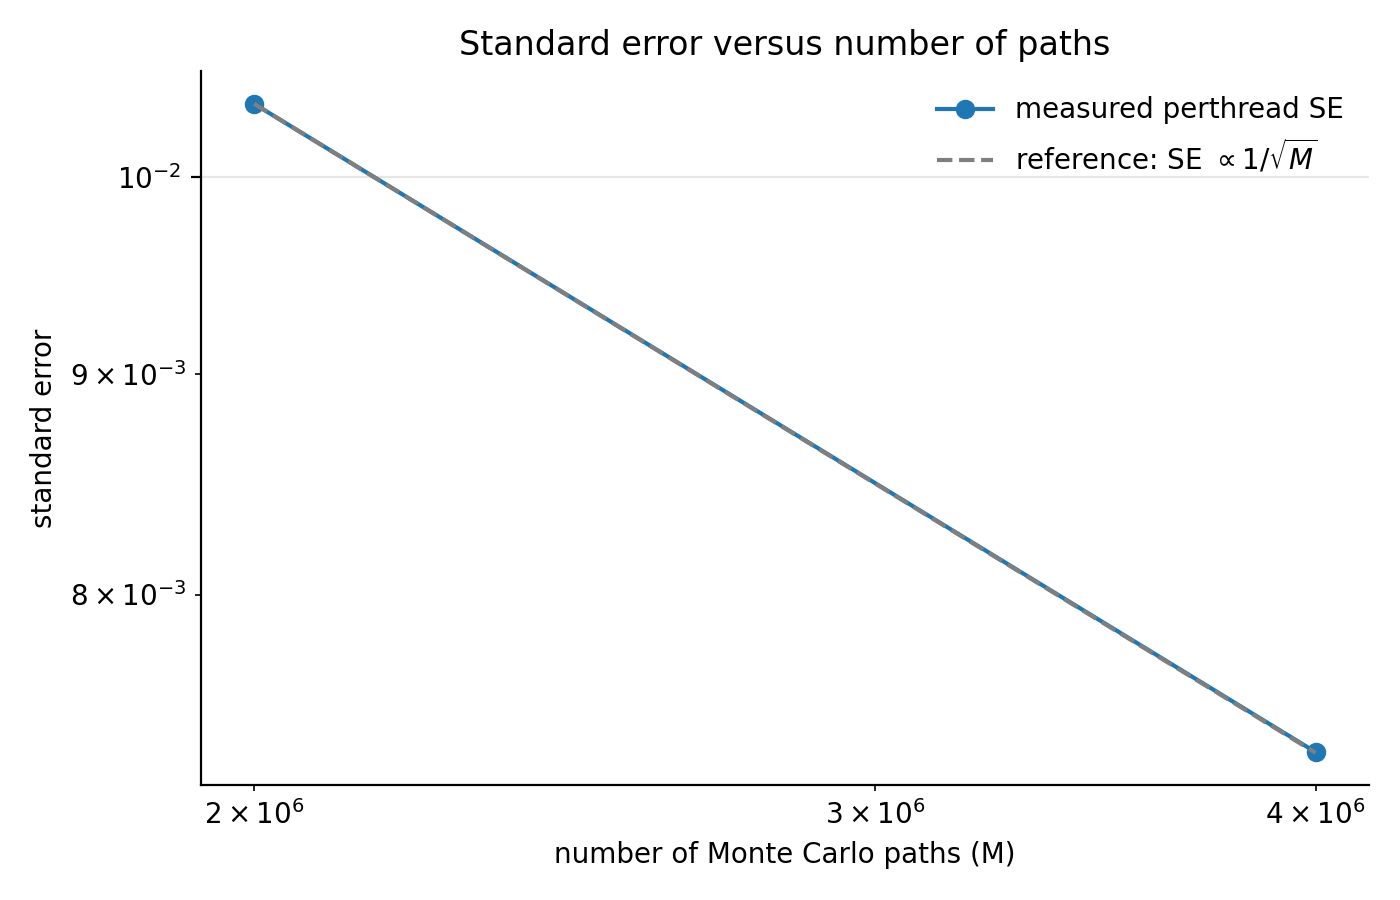 Standard error versus number of paths
measured perthread SE
reference: SE ∝ 1/√M
10⁻²
9 × 10⁻³
8 × 10⁻³
standard error
2 × 10⁶
3 × 10⁶
4 × 10⁶
number of Monte Carlo paths (M)